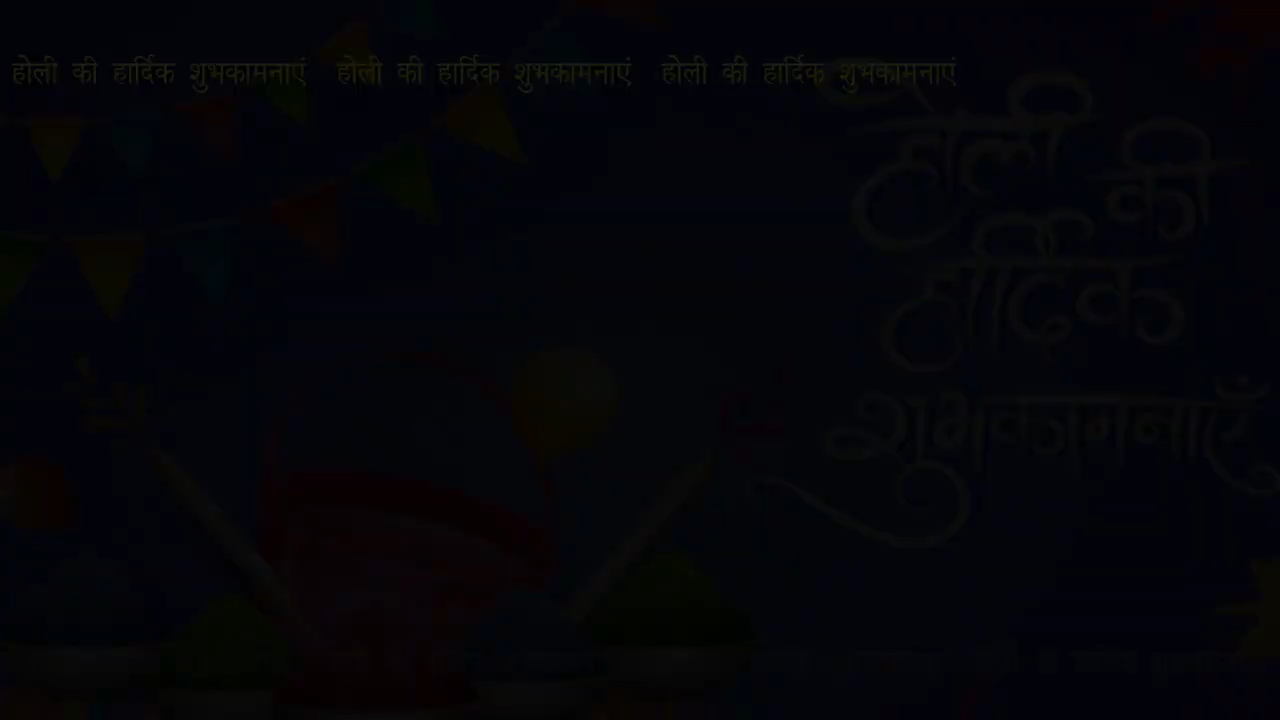 होली की हार्दिक शुभकामनाएं होली की हार्दिक शुभकामनाएं होली की हार्दिक शुभकामनाएं
होली
की
हार्दिक
शुभकामनाएँ